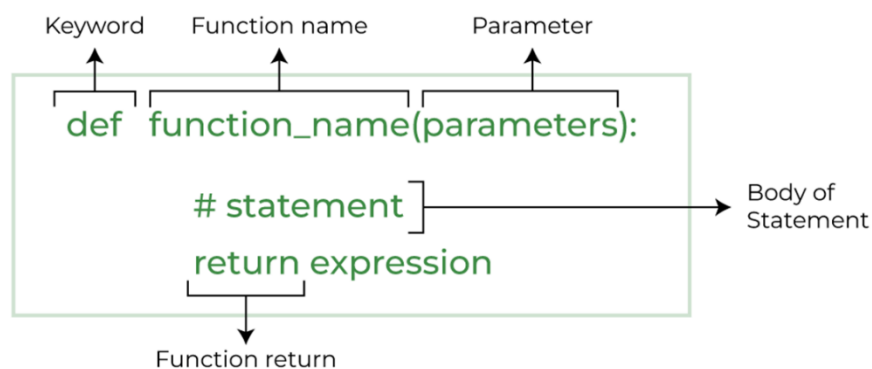 Keyword Function name Parameter
def function_name(parameters):
# statement
Body of
Statement
return expression
Function return